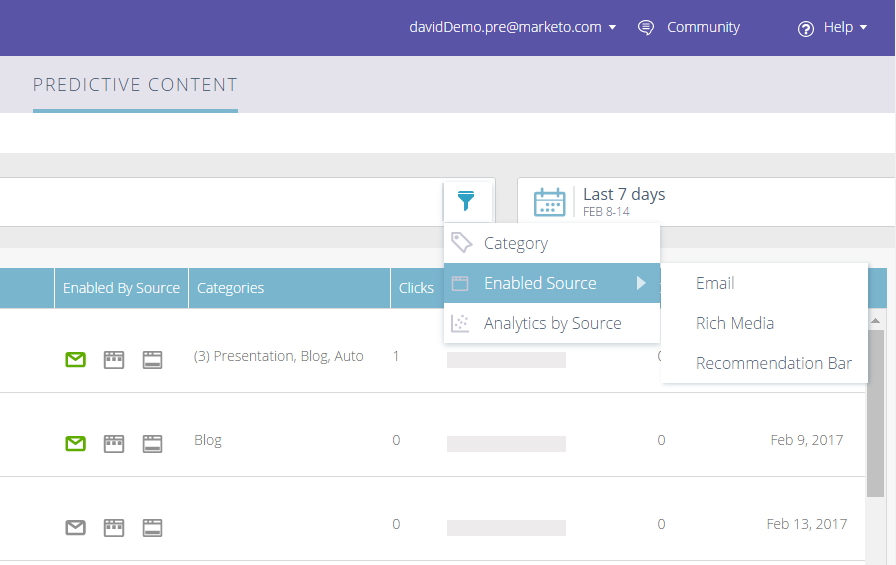 davidDemo.pre@marketo.com Community Help
PREDICTIVE CONTENT
Last 7 days
FEB 8-14
Category
Enabled Source
Analytics by Source
Email
Rich Media
Recommendation Bar
Enabled By Source Categories Clicks
(3) Presentation, Blog, Auto 1
Blog 0 0 Feb 9, 2017
0 0 Feb 13, 2017